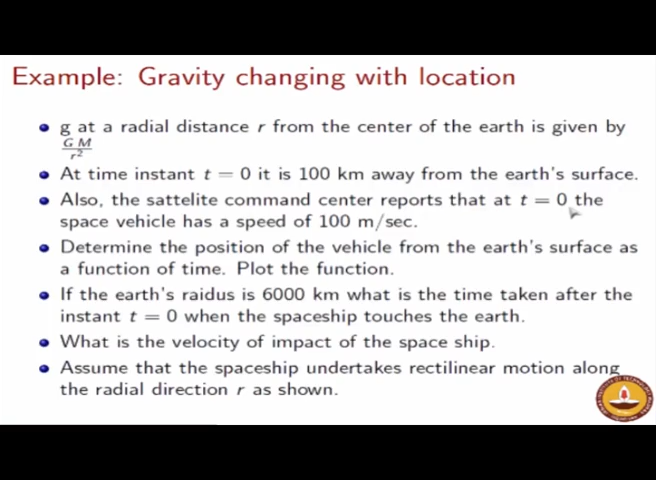 Example: Gravity changing with location
g at a radial distance r from the center of the earth is given by
G M
r²
At time instant t = 0 it is 100 km away from the earth's surface.
Also, the sattelite command center reports that at t = 0 the
space vehicle has a speed of 100 m/sec.
Determine the position of the vehicle from the earth's surface as
a function of time. Plot the function.
If the earth's raidus is 6000 km what is the time taken after the
instant t = 0 when the spaceship touches the earth.
What is the velocity of impact of the space ship.
Assume that the spaceship undertakes rectilinear motion along
the radial direction r as shown.